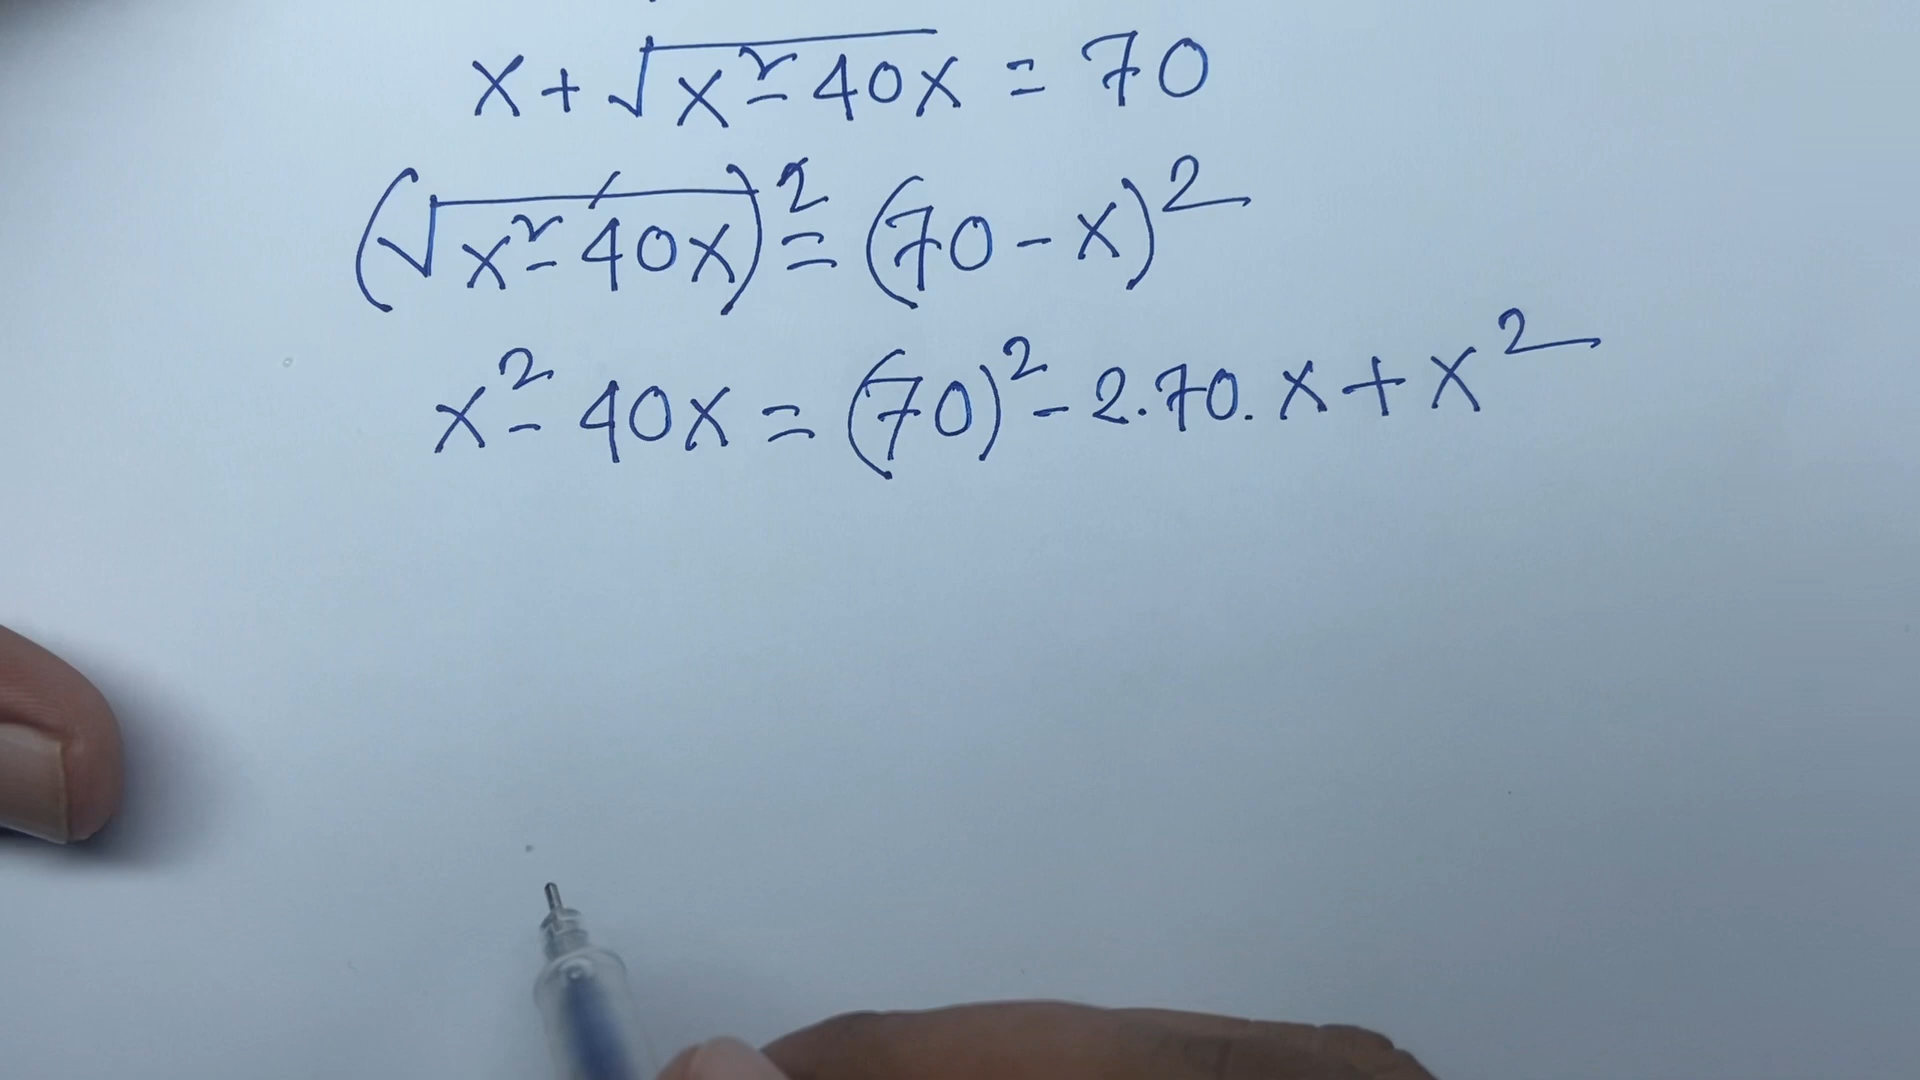 x + √x² - 40x = 70
(√x² - 40x)² = (70 - x)²
x² - 40x = (70)² - 2.70.x + x²